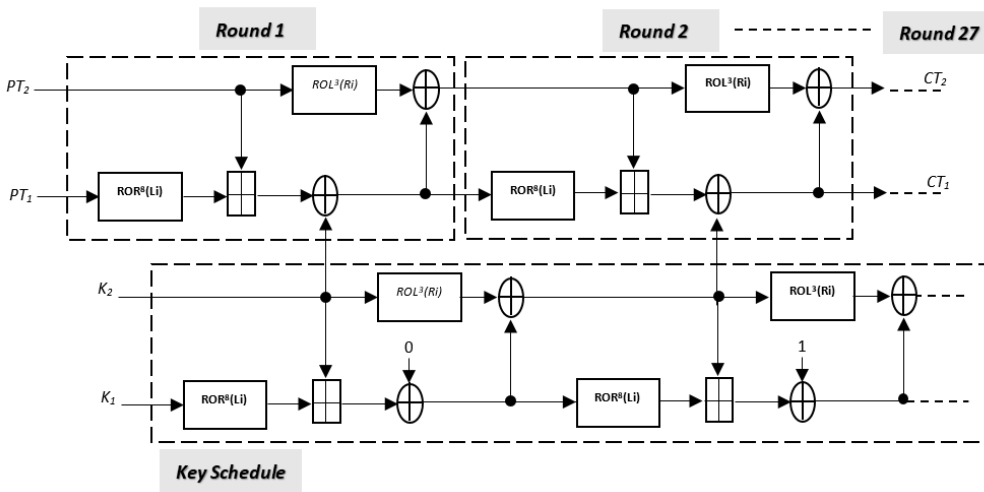 Round 1
Round 2
Round 27
PT₂
ROL³(Ri)
ROL³(Ri)
CT₂
PT₁
ROR⁸(Li)
ROR⁸(Li)
CT₁
K₂
ROL³(Ri)
ROL³(Ri)
0
1
K₁
ROR⁸(Li)
ROR⁸(Li)
Key Schedule